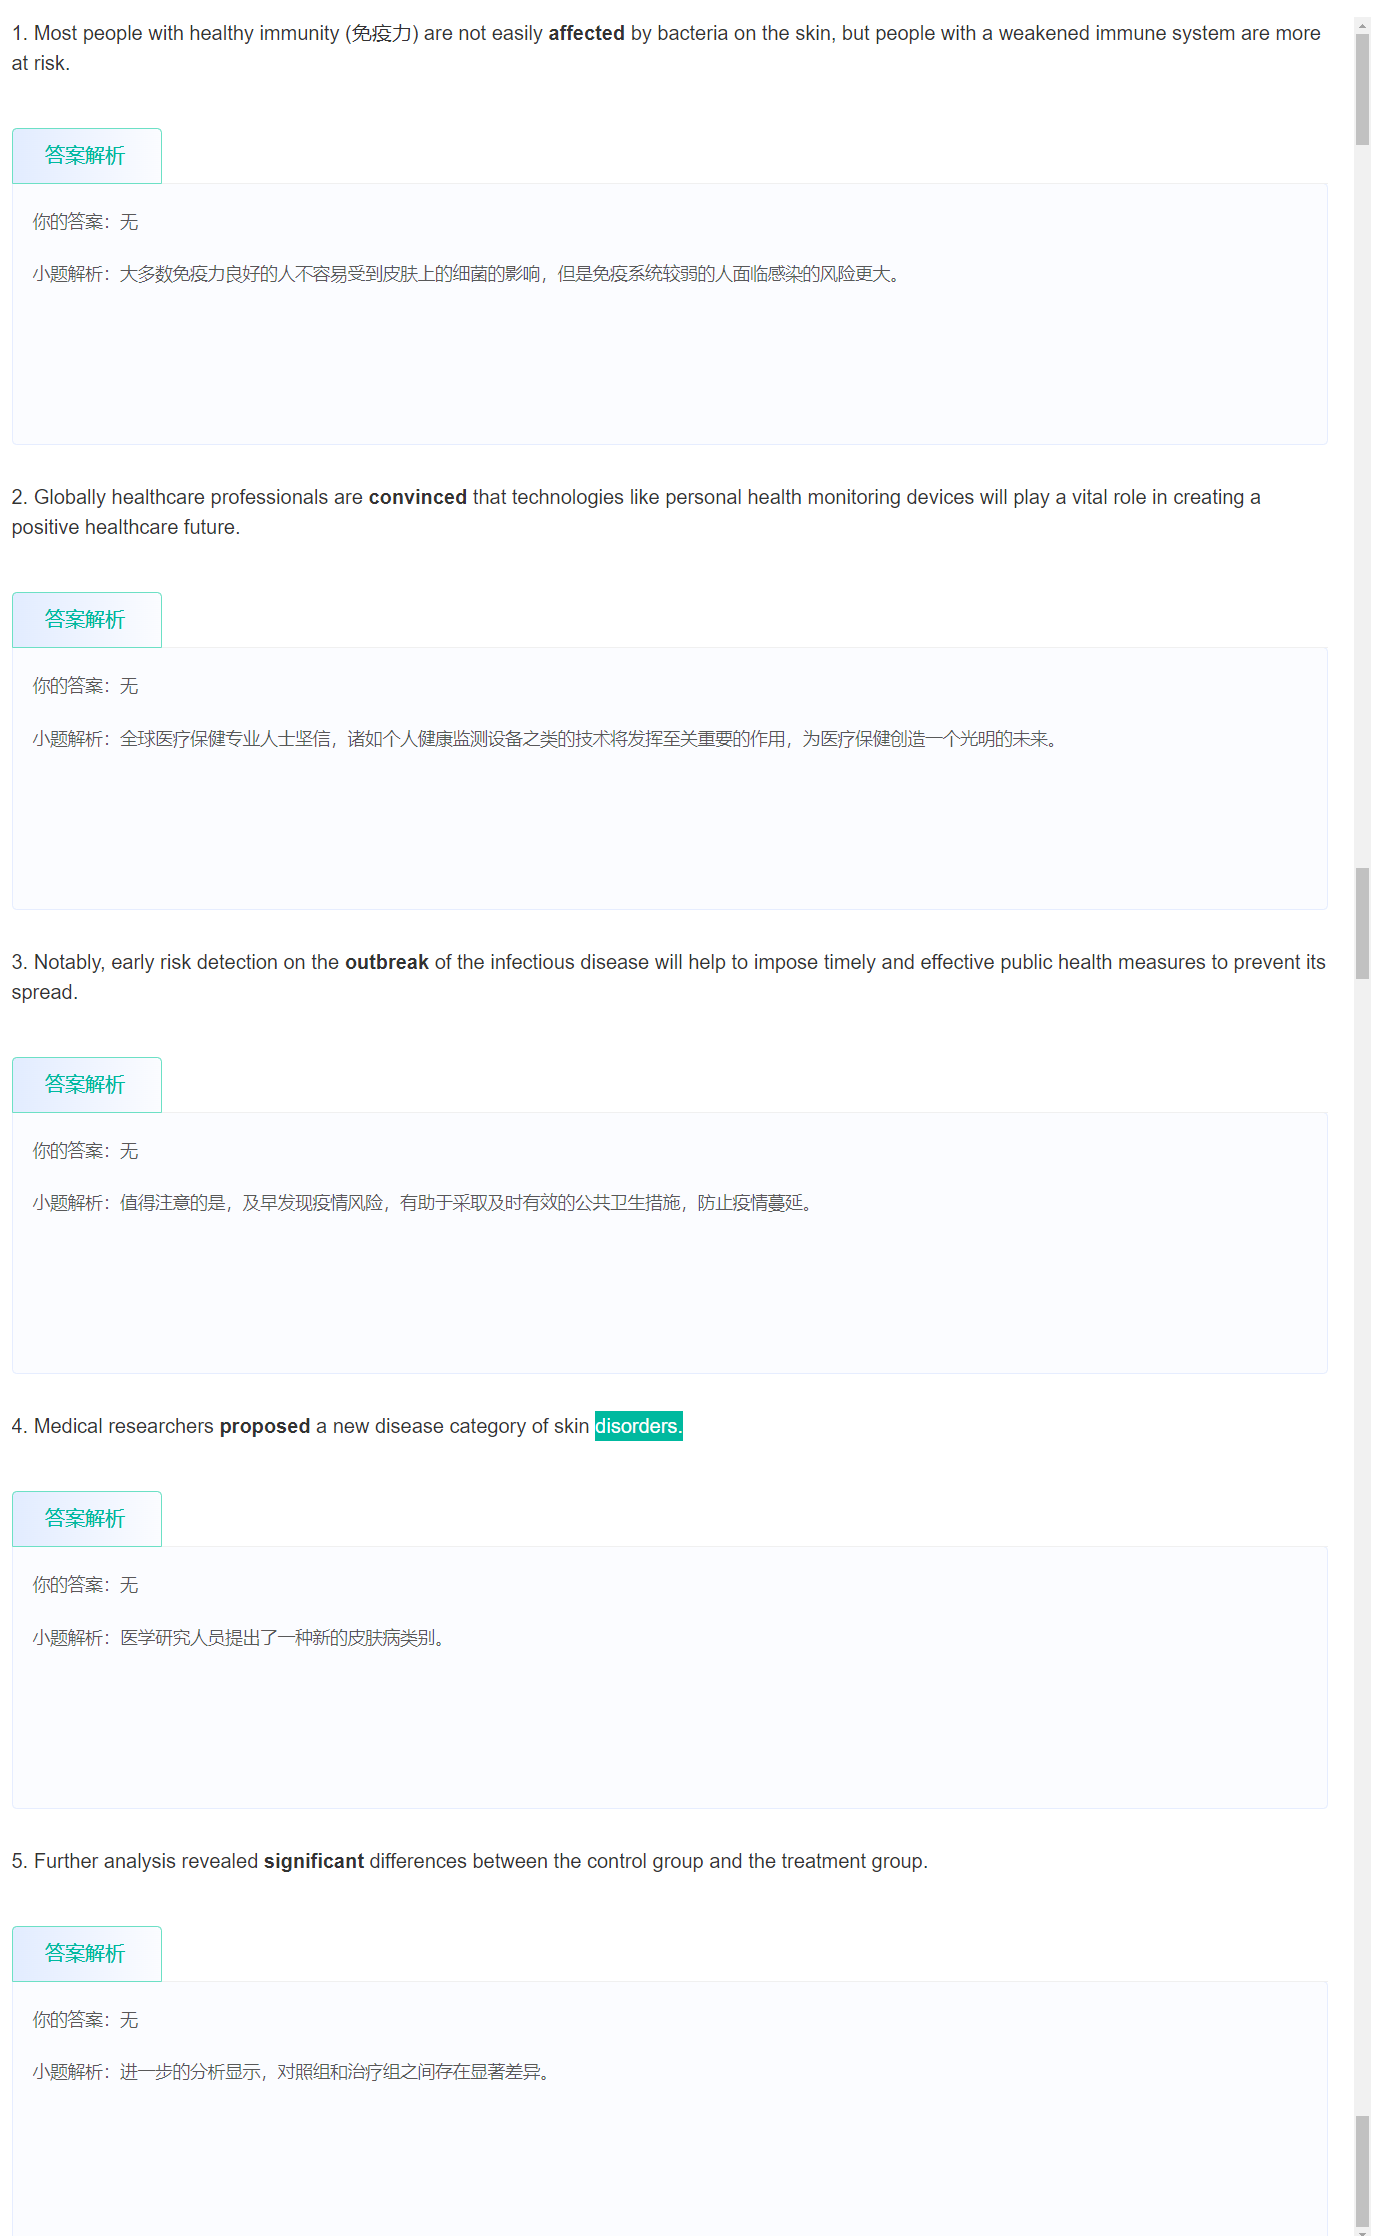 1. Most people with healthy immunity (免疫力) are not easily affected by bacteria on the skin, but people with a weakened immune system are more
at risk.
答案解析
你的答案：无
小题解析：大多数免疫力良好的人不容易受到皮肤上的细菌的影响，但是免疫系统较弱的人面临感染的风险更大。
2. Globally healthcare professionals are convinced that technologies like personal health monitoring devices will play a vital role in creating a
positive healthcare future.
答案解析
你的答案：无
小题解析：全球医疗保健专业人士坚信，诸如个人健康监测设备之类的技术将发挥至关重要的作用，为医疗保健创造一个光明的未来。
3. Notably, early risk detection on the outbreak of the infectious disease will help to impose timely and effective public health measures to prevent its
spread.
答案解析
你的答案：无
小题解析：值得注意的是，及早发现疫情风险，有助于采取及时有效的公共卫生措施，防止疫情蔓延。
4. Medical researchers proposed a new disease category of skin disorders.
答案解析
你的答案：无
小题解析：医学研究人员提出了一种新的皮肤病类别。
5. Further analysis revealed significant differences between the control group and the treatment group.
答案解析
你的答案：无
小题解析：进一步的分析显示，对照组和治疗组之间存在显著差异。